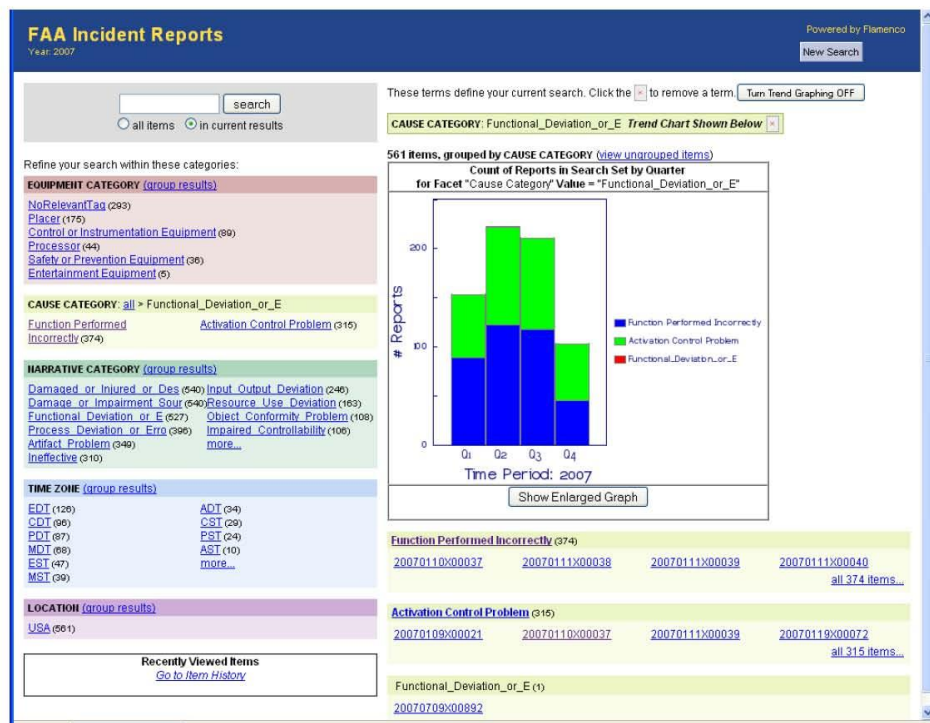 FAA Incident Reports
Year: 2007
Powered by Flamenco
New Search
search
all items in current results
Refine your search within these categories:
EQUIPMENT CATEGORY (group results)
NoRelevantTag (293)
Placer (175)
Control or Instrumentation Equipment (89)
Processor (44)
Safety or Prevention Equipment (36)
Entertainment Equipment (5)
CAUSE CATEGORY: all > Functional_Deviation_or_E
Function Performed Incorrectly (374)
Activation Control Problem (315)
NARRATIVE CATEGORY (group results)
Damaged or Injured or Des (540) Input Output Deviation (246)
Damage or Impairment Sour (540) Resource Use Deviation (163)
Functional Deviation or E (527) Object Conformity Problem (108)
Process Deviation or Erro (396) Impaired Controllability (106)
Artifact Problem (349) more...
Ineffective (310)
TIME ZONE (group results)
EDT (126) ADT (34)
CDT (96) CST (29)
PDT (87) PST (24)
MDT (68) AST (10)
EST (47) more...
MST (39)
LOCATION (group results)
USA (561)
Recently Viewed Items
Go to Item History
These terms define your current search. Click the × to remove a term. Turn Trend Graphing OFF
CAUSE CATEGORY: Functional_Deviation_or_E Trend Chart Shown Below ×
561 items, grouped by CAUSE CATEGORY (view ungrouped items)
Count of Reports in Search Set by Quarter
for Facet "Cause Category" Value = "Functional_Deviation_or_E"
# Reports
200
100
0
Q1 Q2 Q3 Q4
Time Period: 2007
Function Performed Incorrectly
Activation Control Problem
Functional_Deviation_or_E
Show Enlarged Graph
Function Performed Incorrectly (374)
20070110X00037 20070111X00038 20070111X00039 20070111X00040
all 374 items...
Activation Control Problem (315)
20070109X00021 20070110X00037 20070111X00039 20070119X00072
all 315 items...
Functional_Deviation_or_E (1)
20070709X00892